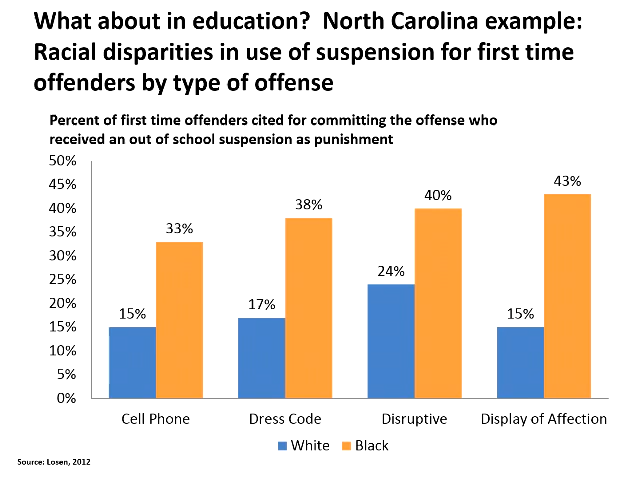 What about in education?  North Carolina example:
Racial disparities in use of suspension for first time
offenders by type of offense
Percent of first time offenders cited for committing the offense who
received an out of school suspension as punishment
50%
45%
40%
35%
30%
25%
20%
15%
10%
5%
0%
15%
33%
17%
38%
24%
40%
15%
43%
Cell Phone
Dress Code
Disruptive
Display of Affection
White
Black
Source: Losen, 2012